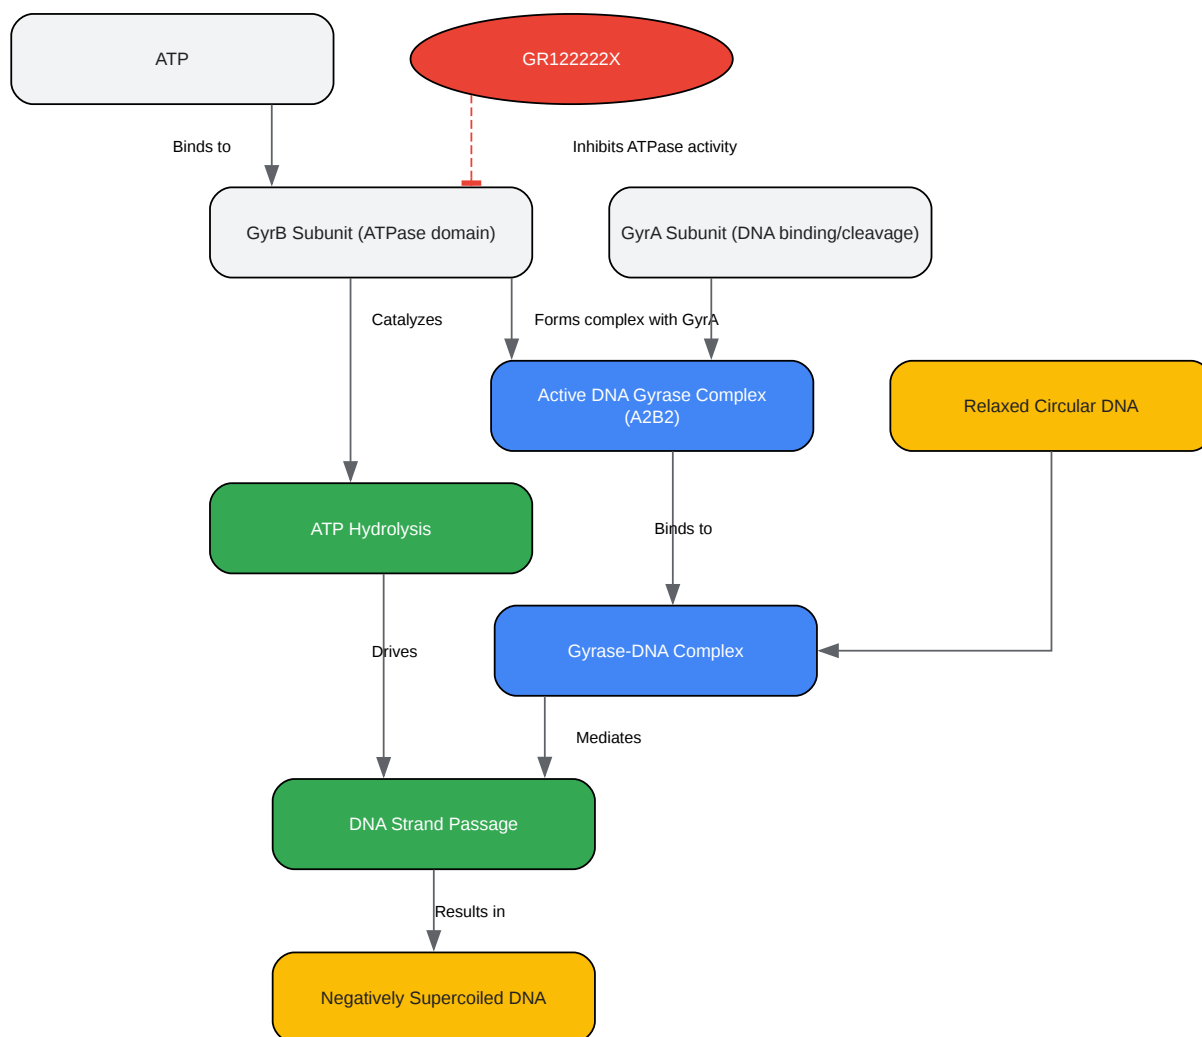 ATP
GR122222X
Binds to
Inhibits ATPase activity
GyrB Subunit (ATPase domain)
GyrA Subunit (DNA binding/cleavage)
Catalyzes
Forms complex with GyrA
Active DNA Gyrase Complex
(A2B2)
Relaxed Circular DNA
ATP Hydrolysis
Binds to
Drives
Gyrase-DNA Complex
Mediates
DNA Strand Passage
Results in
Negatively Supercoiled DNA